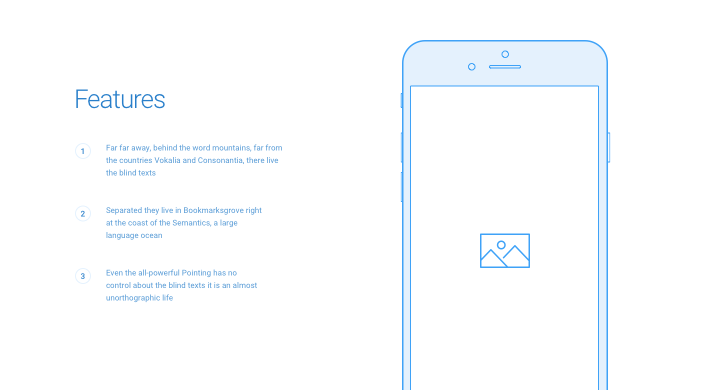 Features
1
Far far away, behind the word mountains, far from
the countries Vokalia and Consonantia, there live
the blind texts
2
Separated they live in Bookmarksgrove right
at the coast of the Semantics, a large
language ocean
3
Even the all-powerful Pointing has no
control about the blind texts it is an almost
unorthographic life